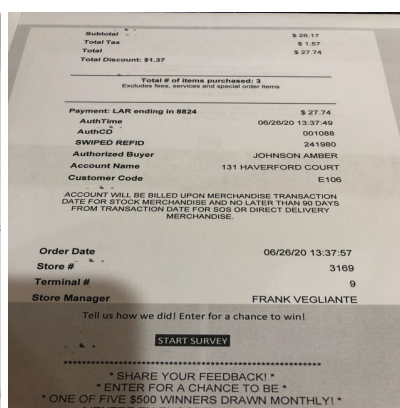 Subtotal $ 26.17
Total Tax $ 1.57
Total $ 27.74
Total Discount: $1.37
Total # of items purchased: 3
Excludes fees, services and special order items
Payment: LAR ending in 8824 $ 27.74
AuthTime 06/26/20 13:37:49
AuthCD 001088
SWIPED REFID 241980
Authorized Buyer JOHNSON AMBER
Account Name 131 HAVERFORD COURT
Customer Code E106
ACCOUNT WILL BE BILLED UPON MERCHANDISE TRANSACTION
DATE FOR STOCK MERCHANDISE AND NO LATER THAN 90 DAYS
FROM TRANSACTION DATE FOR SOS OR DIRECT DELIVERY
MERCHANDISE.
Order Date 06/26/20 13:37:57
Store # 3169
Terminal # 9
Store Manager FRANK VEGLIANTE
Tell us how we did! Enter for a chance to win!
START SURVEY
* SHARE YOUR FEEDBACK! *
* ENTER FOR A CHANCE TO BE *
* ONE OF FIVE $500 WINNERS DRAWN MONTHLY! *